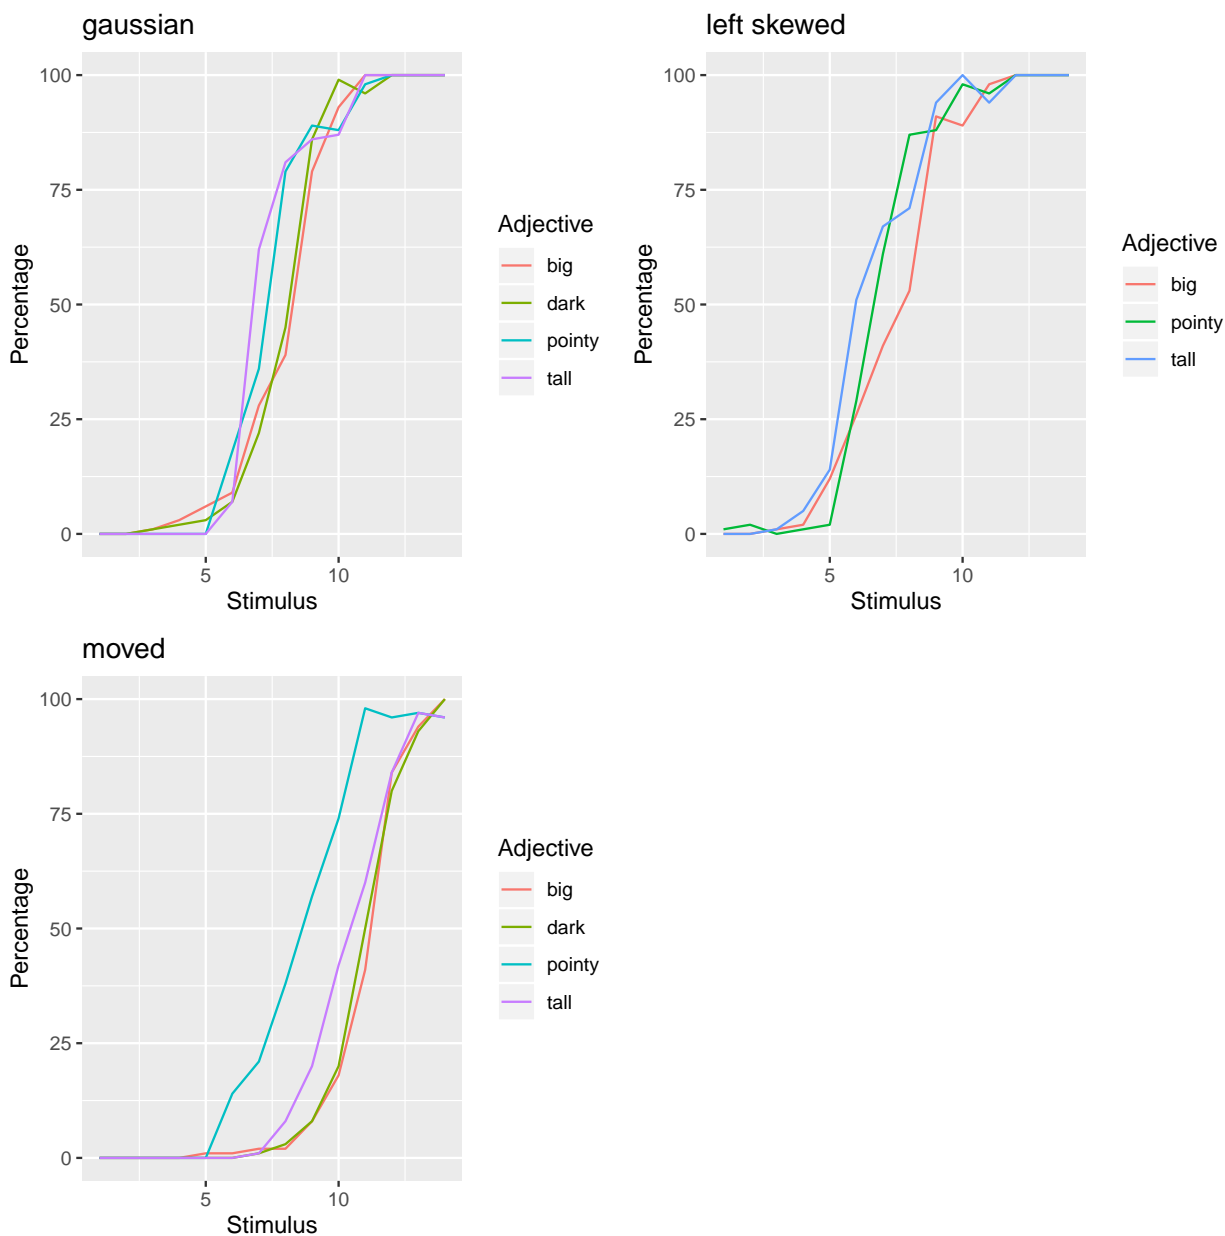 gaussian
100
75
50
25
0
Percentage
5 10
Stimulus
Adjective
big
dark
pointy
tall
left skewed
100
75
50
25
0
Percentage
5 10
Stimulus
Adjective
big
pointy
tall
moved
100
75
50
25
0
Percentage
5 10
Stimulus
Adjective
big
dark
pointy
tall